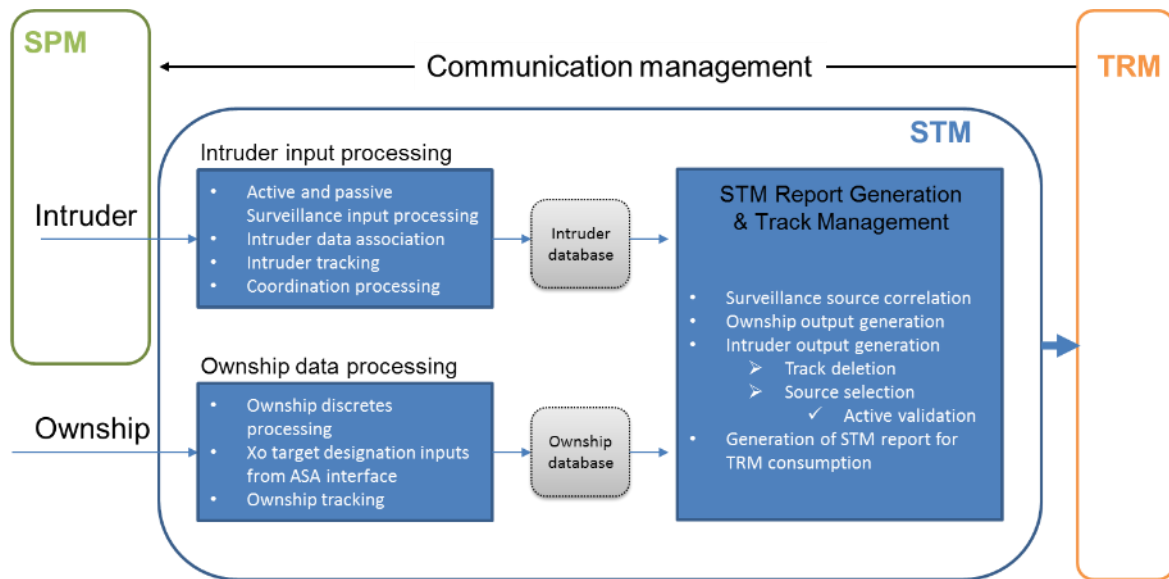 SPM
TRM
Communication management
STM
Intruder input processing
• Active and passive
Surveillance input processing
• Intruder data association
• Intruder tracking
• Coordination processing
Intruder
Intruder
database
STM Report Generation
& Track Management
• Surveillance source correlation
• Ownship output generation
• Intruder output generation
➢ Track deletion
➢ Source selection
✓ Active validation
• Generation of STM report for
TRM consumption
Ownship data processing
• Ownship discretes
processing
• Xo target designation inputs
from ASA interface
• Ownship tracking
Ownship
Ownship
database